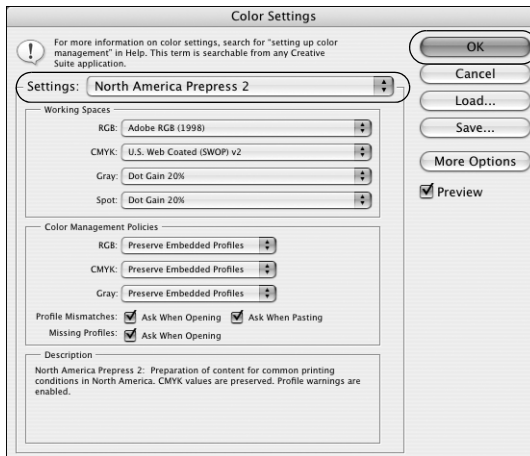 Color Settings
For more information on color settings, search for "setting up color
management" in Help. This term is searchable from any Creative
Suite application.
Settings: North America Prepress 2
OK
Cancel
Load...
Save...
More Options
Preview
Working Spaces
RGB: Adobe RGB (1998)
CMYK: U.S. Web Coated (SWOP) v2
Gray: Dot Gain 20%
Spot: Dot Gain 20%
Color Management Policies
RGB: Preserve Embedded Profiles
CMYK: Preserve Embedded Profiles
Gray: Preserve Embedded Profiles
Profile Mismatches: Ask When Opening Ask When Pasting
Missing Profiles: Ask When Opening
Description
North America Prepress 2: Preparation of content for common printing
conditions in North America. CMYK values are preserved. Profile warnings are
enabled.